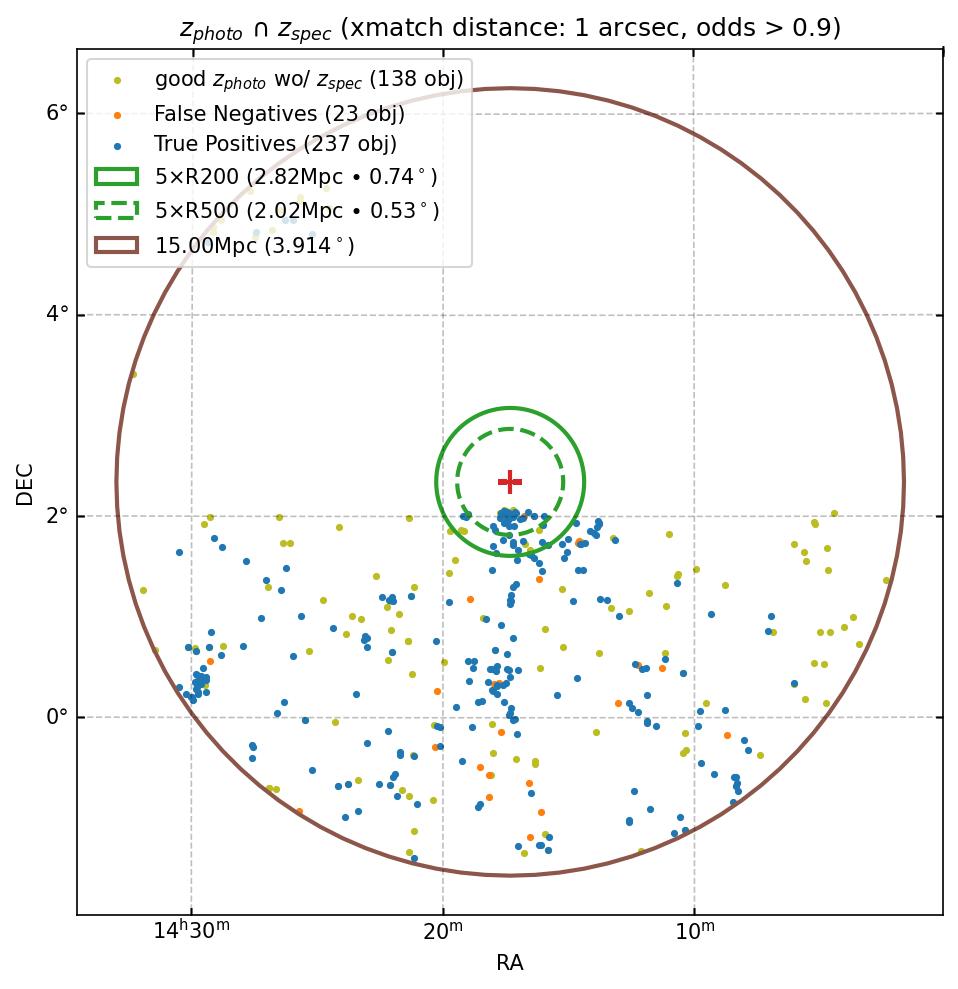 z_photo ∩ z_spec (xmatch distance: 1 arcsec, odds > 0.9)
good z_photo wo/ z_spec (138 obj)
False Negatives (23 obj)
True Positives (237 obj)
5×R200 (2.82Mpc • 0.74°)
5×R500 (2.02Mpc • 0.53°)
15.00Mpc (3.914°)
6°
4°
2°
0°
DEC
14ʰ30ᵐ
20ᵐ
10ᵐ
RA